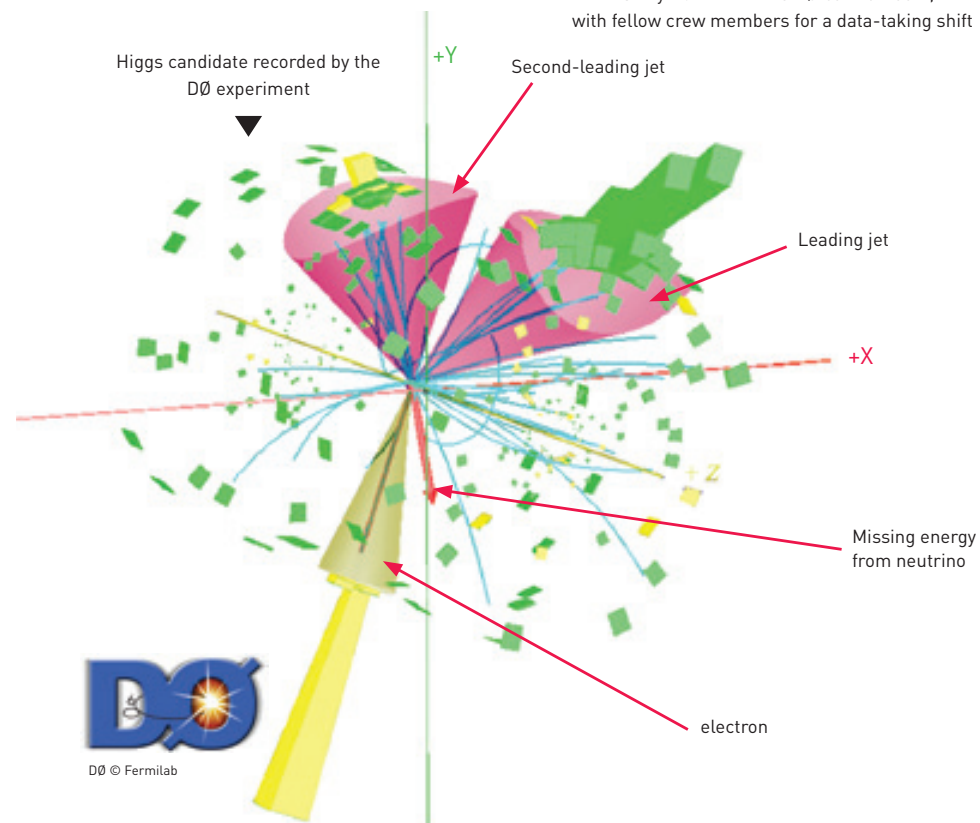 with fellow crew members for a data-taking shift
Higgs candidate recorded by the
DØ experiment
+Y
Second-leading jet
Leading jet
+X
+ Z
Missing energy
from neutrino
electron
DØ
DØ © Fermilab